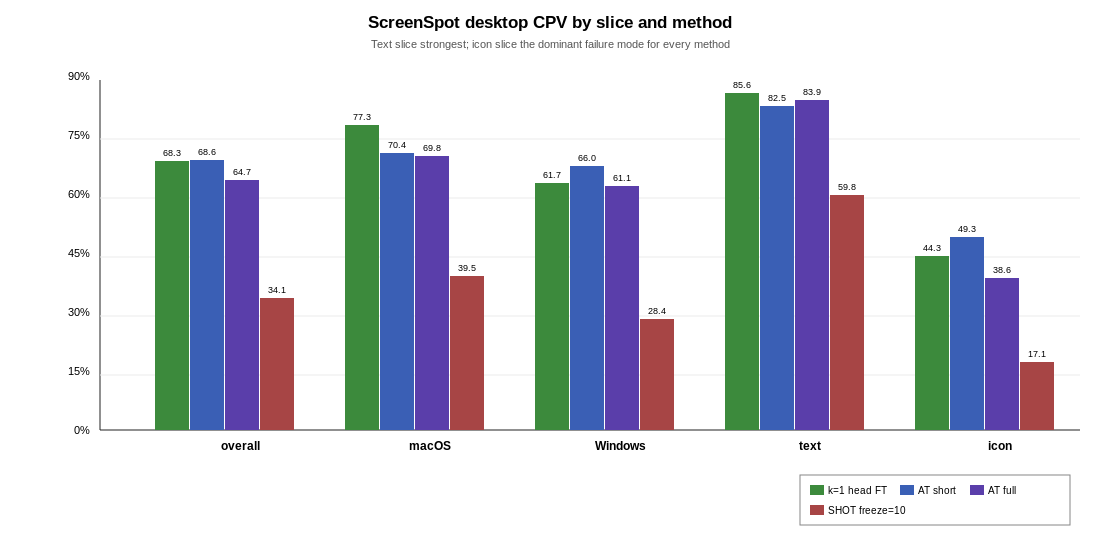 ScreenSpot desktop CPV by slice and method
Text slice strongest; icon slice the dominant failure mode for every method
90%
75%
60%
45%
30%
15%
0%
68.3
68.6
64.7
34.1
77.3
70.4
69.8
39.5
61.7
66.0
61.1
28.4
85.6
82.5
83.9
59.8
44.3
49.3
38.6
17.1
overall
macOS
Windows
text
icon
k=1 head FT
AT short
AT full
SHOT freeze=10